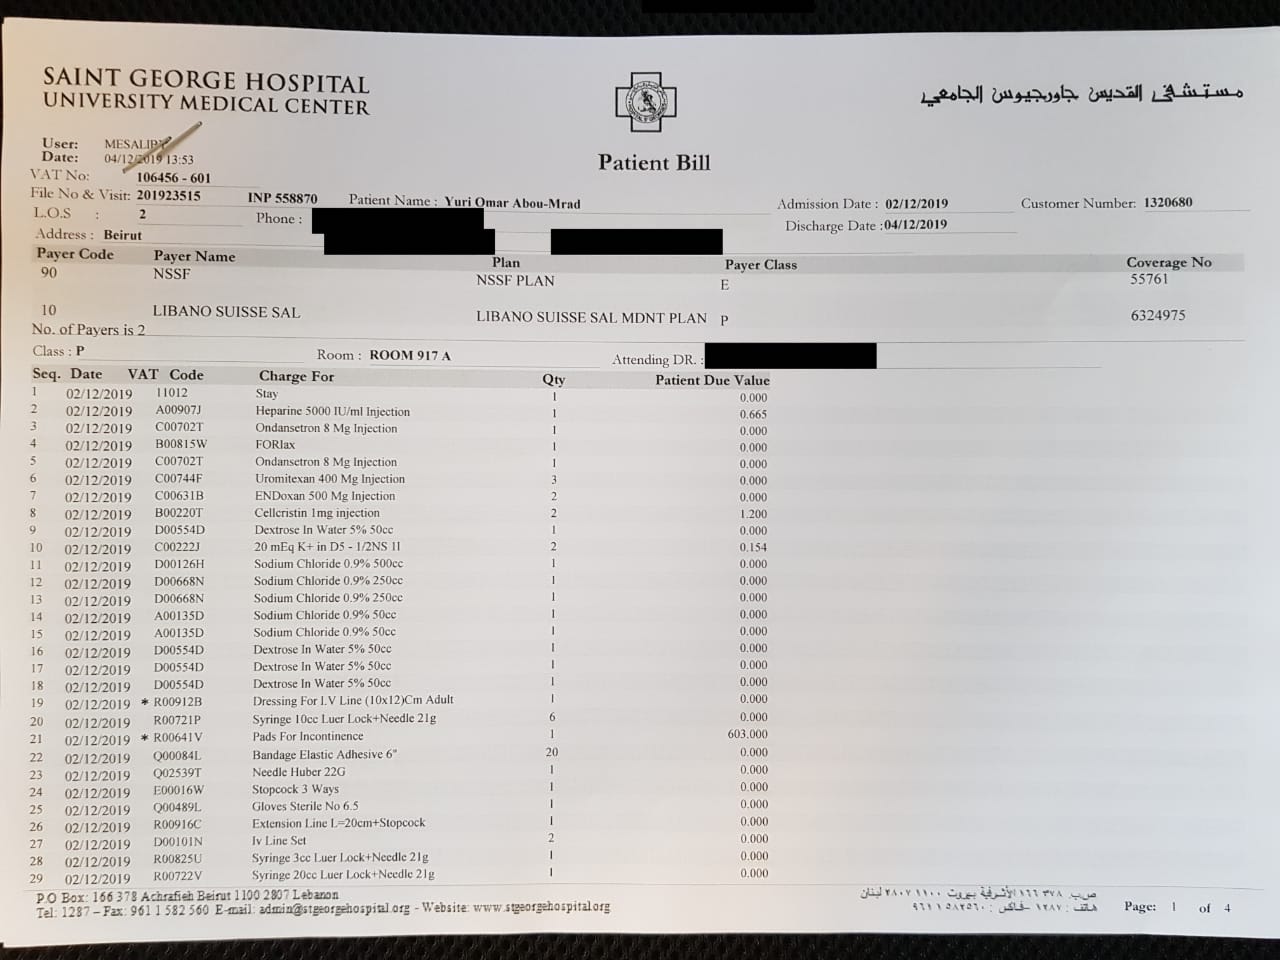 SAINT GEORGE HOSPITAL
UNIVERSITY MEDICAL CENTER
مستشفى القديس جاورجيوس الجامعي
User: MESALIBY
Date: 04/12/2019 13:53
Patient Bill
VAT No: 106456 - 601
File No & Visit: 201923515 INP 558870 Patient Name : Yuri Omar Abou-Mrad Admission Date : 02/12/2019 Customer Number: 1320680
L.O.S : 2 Phone : Discharge Date :04/12/2019
Address : Beirut
Payer Code Payer Name Plan Payer Class Coverage No
90 NSSF NSSF PLAN E 55761
10 LIBANO SUISSE SAL LIBANO SUISSE SAL MDNT PLAN P 6324975
No. of Payers is 2
Class : P Room : ROOM 917 A Attending DR. :
Seq. Date VAT Code Charge For Qty Patient Due Value
1 02/12/2019 11012 Stay 1 0.000
2 02/12/2019 A00907J Heparine 5000 IU/ml Injection 1 0.665
3 02/12/2019 C00702T Ondansetron 8 Mg Injection 1 0.000
4 02/12/2019 B00815W FORlax 1 0.000
5 02/12/2019 C00702T Ondansetron 8 Mg Injection 1 0.000
6 02/12/2019 C00744F Uromitexan 400 Mg Injection 3 0.000
7 02/12/2019 C00631B ENDoxan 500 Mg Injection 2 0.000
8 02/12/2019 B00220T Cellcristin 1mg injection 2 1.200
9 02/12/2019 D00554D Dextrose In Water 5% 50cc 1 0.000
10 02/12/2019 C00222J 20 mEq K+ in D5 - 1/2NS 1l 2 0.154
11 02/12/2019 D00126H Sodium Chloride 0.9% 500cc 1 0.000
12 02/12/2019 D00668N Sodium Chloride 0.9% 250cc 1 0.000
13 02/12/2019 D00668N Sodium Chloride 0.9% 250cc 1 0.000
14 02/12/2019 A00135D Sodium Chloride 0.9% 50cc 1 0.000
15 02/12/2019 A00135D Sodium Chloride 0.9% 50cc 1 0.000
16 02/12/2019 D00554D Dextrose In Water 5% 50cc 1 0.000
17 02/12/2019 D00554D Dextrose In Water 5% 50cc 1 0.000
18 02/12/2019 D00554D Dextrose In Water 5% 50cc 1 0.000
19 02/12/2019 * R00912B Dressing For I.V Line (10x12)Cm Adult 1 0.000
20 02/12/2019 R00721P Syringe 10cc Luer Lock+Needle 21g 6 0.000
21 02/12/2019 * R00641V Pads For Incontinence 1 603.000
22 02/12/2019 Q00084L Bandage Elastic Adhesive 6" 20 0.000
23 02/12/2019 Q02539T Needle Huber 22G 1 0.000
24 02/12/2019 E00016W Stopcock 3 Ways 1 0.000
25 02/12/2019 Q00489L Gloves Sterile No 6.5 1 0.000
26 02/12/2019 R00916C Extension Line L=20cm+Stopcock 1 0.000
27 02/12/2019 D00101N Iv Line Set 2 0.000
28 02/12/2019 R00825U Syringe 3cc Luer Lock+Needle 21g 1 0.000
29 02/12/2019 R00722V Syringe 20cc Luer Lock+Needle 21g 1 0.000
P.O Box: 166 378 Achrafieh Beirut 1100 2807 Lebanon
Tel: 1287 – Fax: 961 1 582 560 E-mail: admin@stgeorgehospital.org - Website: www.stgeorgehospital.org
ص.ب. ١٦٦ ٣٧٨ الأشرفية بيروت ١١٠٠ ٢٨٠٧ لبنان
هاتف : ١٢٨٧ – فاكس : ٥٨٢٥٦٠ ١ ٩٦١
Page: 1 of 4